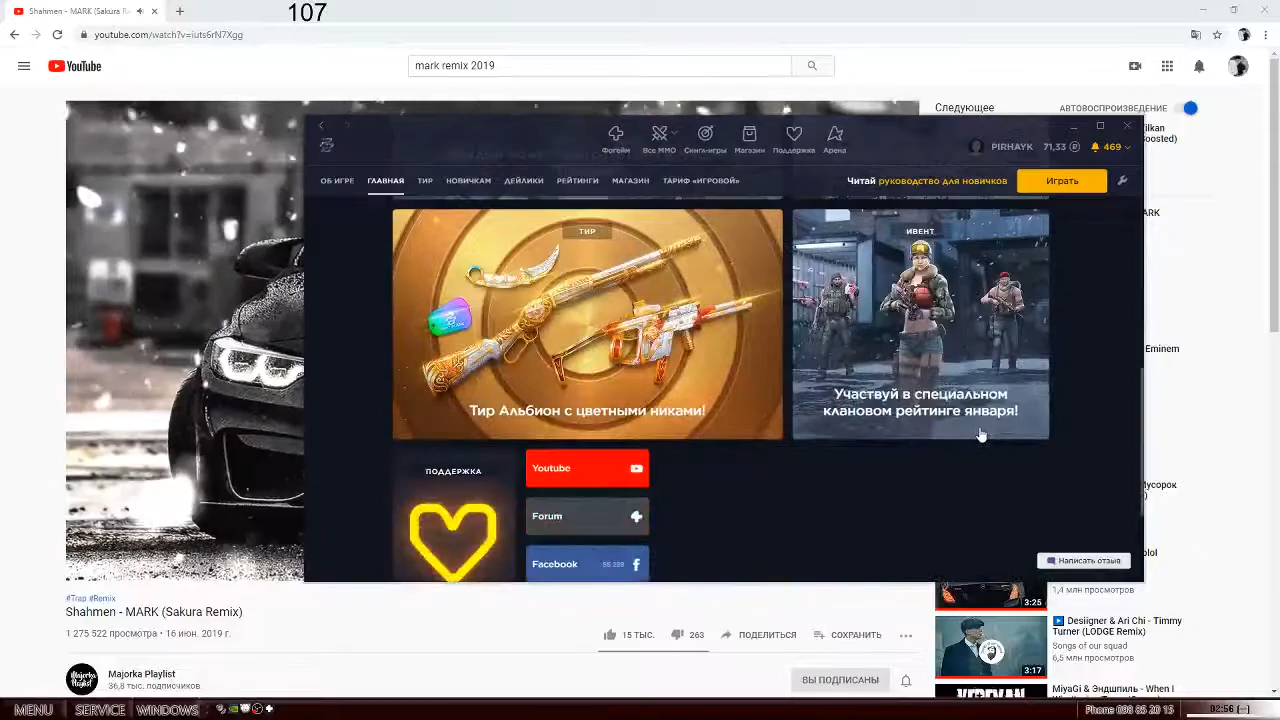 107
Shahmen - MARK (Sakura R
youtube.com/watch?v=iuts6rN7Xgg
YouTube
mark remix 2019
Следующее
АВТОВОСПРОИЗВЕДЕНИЕ
Фогейм
Все ММО
Сингл-игры
Магазин
Поддержка
Арена
PIRHAYK
71,33
469
ОБ ИГРЕ
ГЛАВНАЯ
ТИР
НОВИЧКАМ
ДЕЙЛИКИ
РЕЙТИНГИ
МАГАЗИН
ТАРИФ «ИГРОВОЙ»
Читай руководство для новичков
Играть
ilkan
oosted)
ARK
Eminem
Мусорок
olol
ТИР
Тир Альбион с цветными никами!
ИВЕНТ
Участвуй в специальном
клановом рейтинге января!
ПОДДЕРЖКА
Youtube
Forum
Facebook
Написать отзыв
#Trap #Remix
Shahmen - MARK (Sakura Remix)
1 275 522 просмотра • 16 июн. 2019 г.
15 ТЫС.
263
ПОДЕЛИТЬСЯ
СОХРАНИТЬ
Majorka Playlist
36,8 тыс. подписчиков
ВЫ ПОДПИСАНЫ
1,4 млн просмотров
3:25
Desiigner & Ari Chi - Timmy
Turner (LODGE Remix)
Songs of our squad
6,5 млн просмотров
3:17
MiyaGi & Эндшпиль - When I
MENU
SERVICE
WINDOWS
02:56